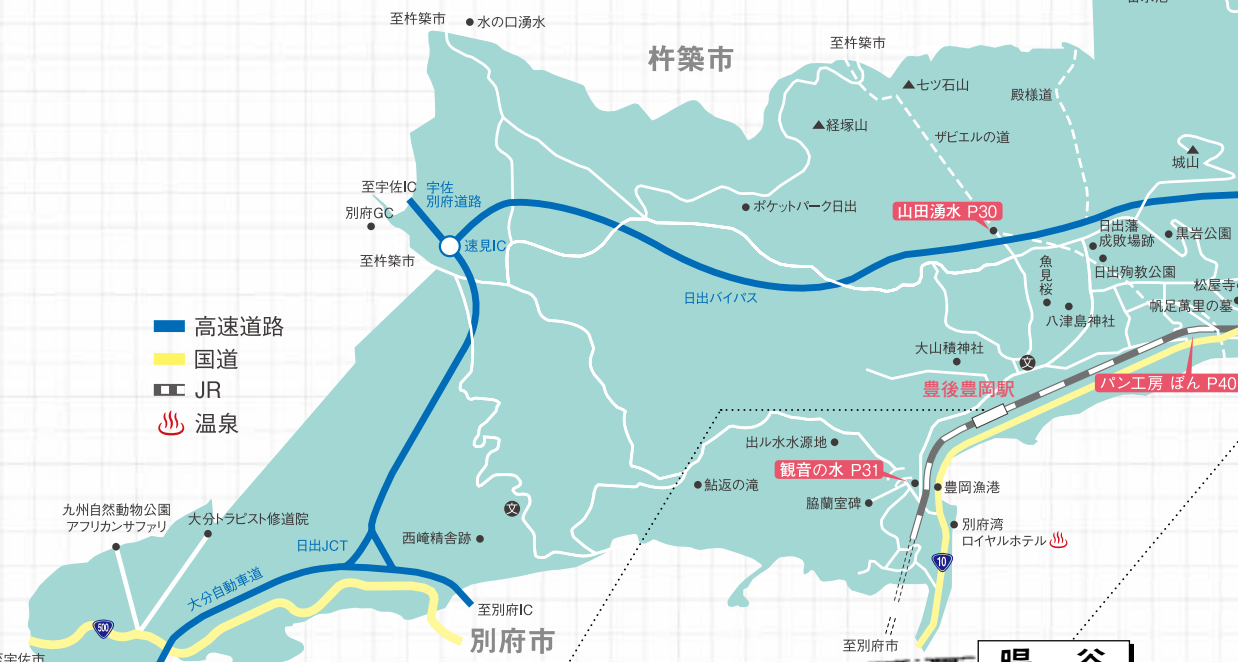 至杵築市
水の口湧水
杵築市
至杵築市
七ツ石山
殿様道
経塚山
ザビエルの道
城山
至宇佐IC
宇佐
別府道路
別府GC
ポケットパーク日出
山田湧水 P30
速見IC
至杵築市
日出藩
成敗場跡
黒岩公園
日出殉教公園
魚見桜
松屋寺
帆足萬里の墓
八津島神社
日出バイパス
高速道路
国道
JR
温泉
大山積神社
文
豊後豊岡駅
パン工房 ぽん P40
出ル水水源地
観音の水 P31
鮎返の滝
豊岡漁港
脇蘭室碑
九州自然動物公園
アフリカンサファリ
大分トラピスト修道院
文
西崦精舎跡
別府湾
ロイヤルホテル
日出JCT
10
大分自動車道
至別府IC
500
別府市
至別府市
至宇佐市
暘谷